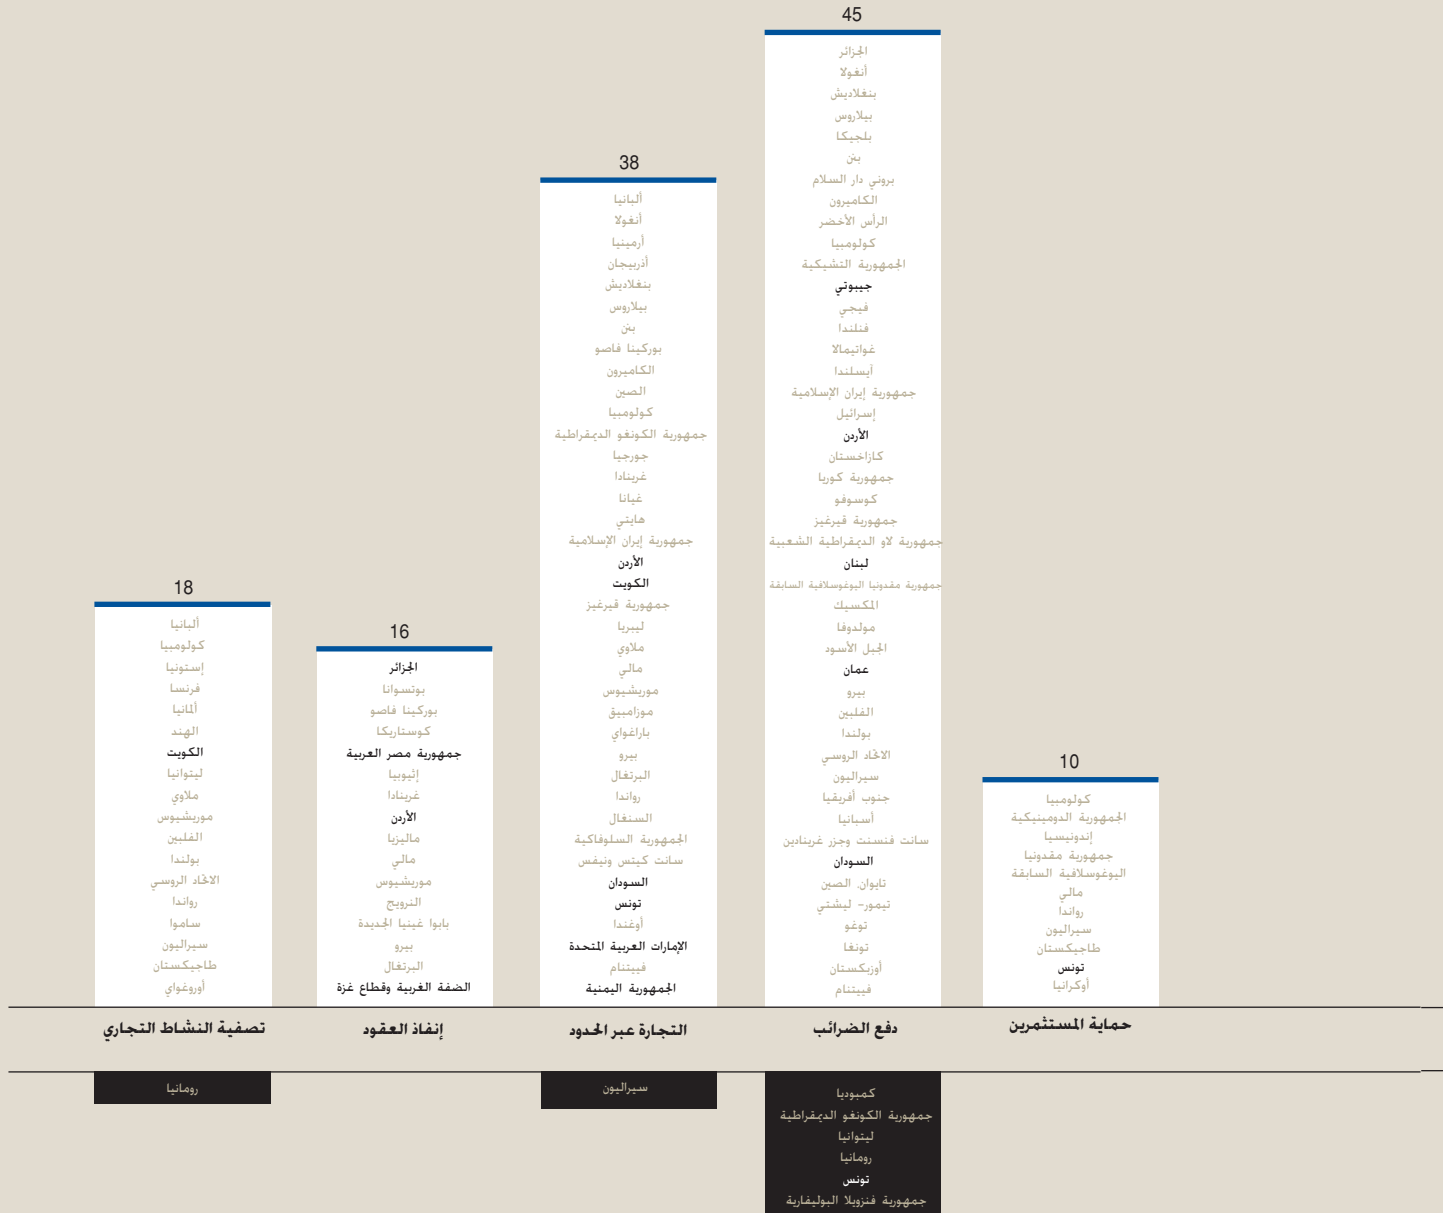 10
كولومبيا
الجمهورية الدومينيكية
إندونيسيا
جمهورية مقدونيا
اليوغوسلافية السابقة
مالي
رواندا
سيراليون
طاجيكستان
تونس
أوكرانيا
حماية المستثمرين
45
الجزائر
أنغولا
بنغلاديش
بيلاروس
بلجيكا
بنن
بروني دار السلام
الكاميرون
الرأس الأخضر
كولومبيا
الجمهورية التشيكية
جيبوتي
فيجي
فنلندا
غواتيمالا
آيسلندا
جمهورية إيران الإسلامية
إسرائيل
الأردن
كازاخستان
جمهورية كوريا
كوسوفو
جمهورية قيرغيز
جمهورية لاو الديمقراطية الشعبية
لبنان
جمهورية مقدونيا اليوغوسلافية السابقة
المكسيك
مولدوفا
الجبل الأسود
عمان
بيرو
الفلبين
بولندا
الاتحاد الروسي
سيراليون
جنوب أفريقيا
أسبانيا
سانت فنسنت وجزر غرينادين
السودان
تايوان, الصين
تيمور- ليشتي
توغو
تونغا
أوزبكستان
فييتنام
دفع الضرائب
كمبوديا
جمهورية الكونغو الديمقراطية
ليتوانيا
رومانيا
تونس
جمهورية فنزويلا البوليفارية
38
ألبانيا
أنغولا
أرمينيا
أذربيجان
بنغلاديش
بيلاروس
بنن
بوركينا فاصو
الكاميرون
الصين
كولومبيا
جمهورية الكونغو الديمقراطية
جورجيا
غرينادا
غيانا
هايتي
جمهورية إيران الإسلامية
الأردن
الكويت
جمهورية قيرغيز
ليبريا
ملاوي
مالي
موريشيوس
موزامبيق
باراغواي
بيرو
البرتغال
رواندا
السنغال
الجمهورية السلوفاكية
سانت كيتس ونيفس
السودان
تونس
أوغندا
الإمارات العربية المتحدة
فييتنام
الجمهورية اليمنية
التجارة عبر الحدود
سيراليون
16
الجزائر
بوتسوانا
بوركينا فاصو
كوستاريكا
جمهورية مصر العربية
إثيوبيا
غرينادا
الأردن
ماليزيا
مالي
موريشيوس
النرويج
بابوا غينيا الجديدة
بيرو
البرتغال
الضفة الغربية وقطاع غزة
إنفاذ العقود
18
ألبانيا
كولومبيا
إستونيا
فرنسا
ألمانيا
الهند
الكويت
ليتوانيا
ملاوي
موريشيوس
الفلبين
بولندا
الاتحاد الروسي
رواندا
ساموا
سيراليون
طاجيكستان
أوروغواي
تصفية النشاط التجاري
رومانيا